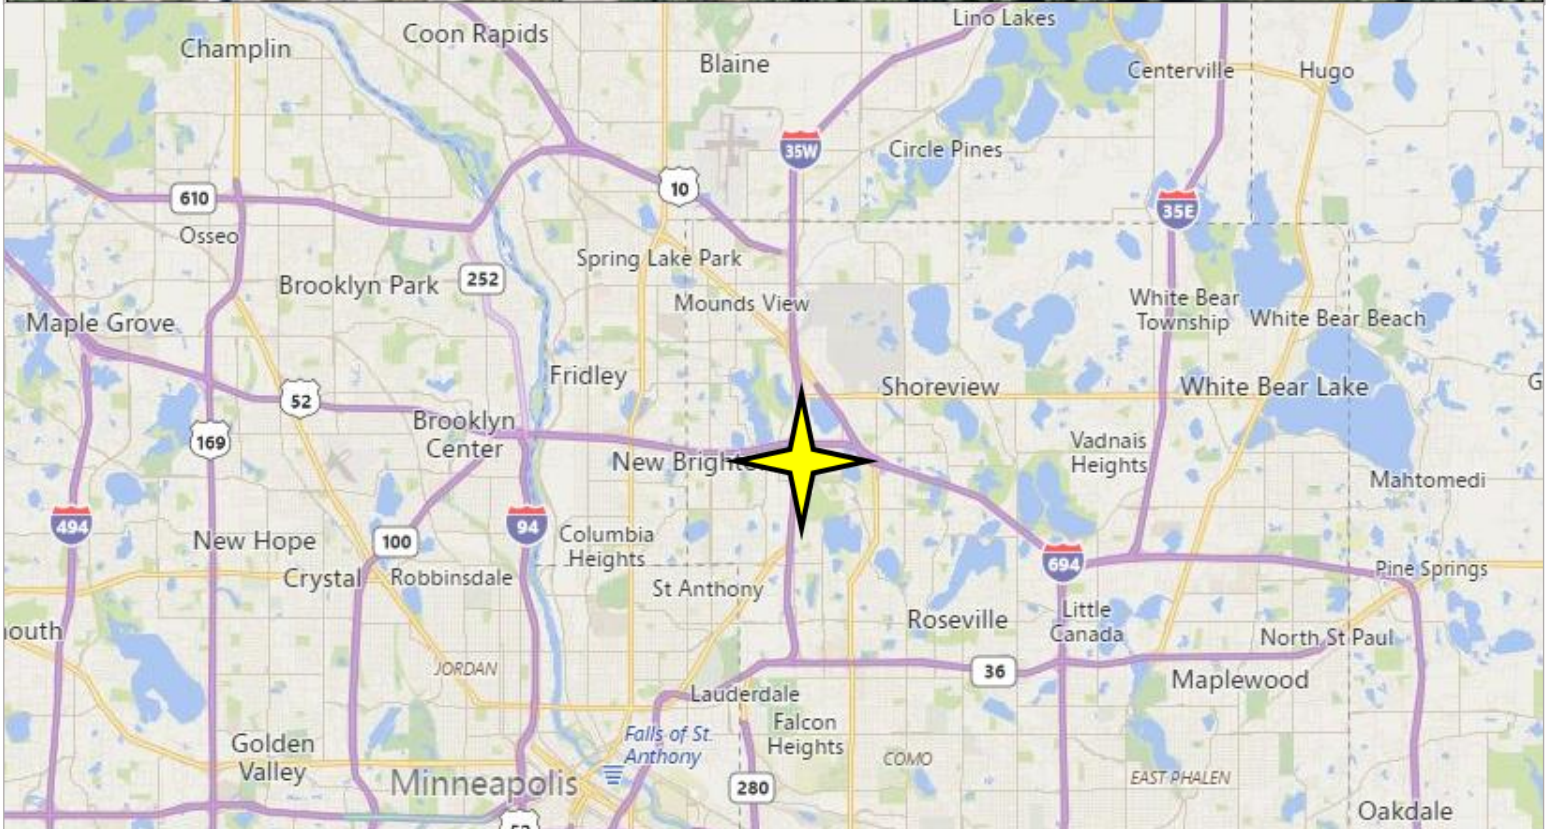 Lino Lakes
Coon Rapids
Champlin
Blaine
Centerville
Hugo
35W
Circle Pines
10
610
35E
Osseo
Spring Lake Park
252
Brooklyn Park
Mounds View
White Bear
Township
White Bear Beach
Maple Grove
Fridley
Shoreview
White Bear Lake
G
52
Brooklyn
Center
169
Vadnais
Heights
New Bright
Mahtomedi
494
94
100
Columbia
Heights
New Hope
694
Crystal
Robbinsdale
Pine Springs
St Anthony
Little
Canada
Roseville
outh
North St Paul
JORDAN
36
Maplewood
Lauderdale
Falcon
Heights
Falls of St.
Anthony
Golden
Valley
COMO
EAST PHALEN
Minneapolis
280
Oakdale
52